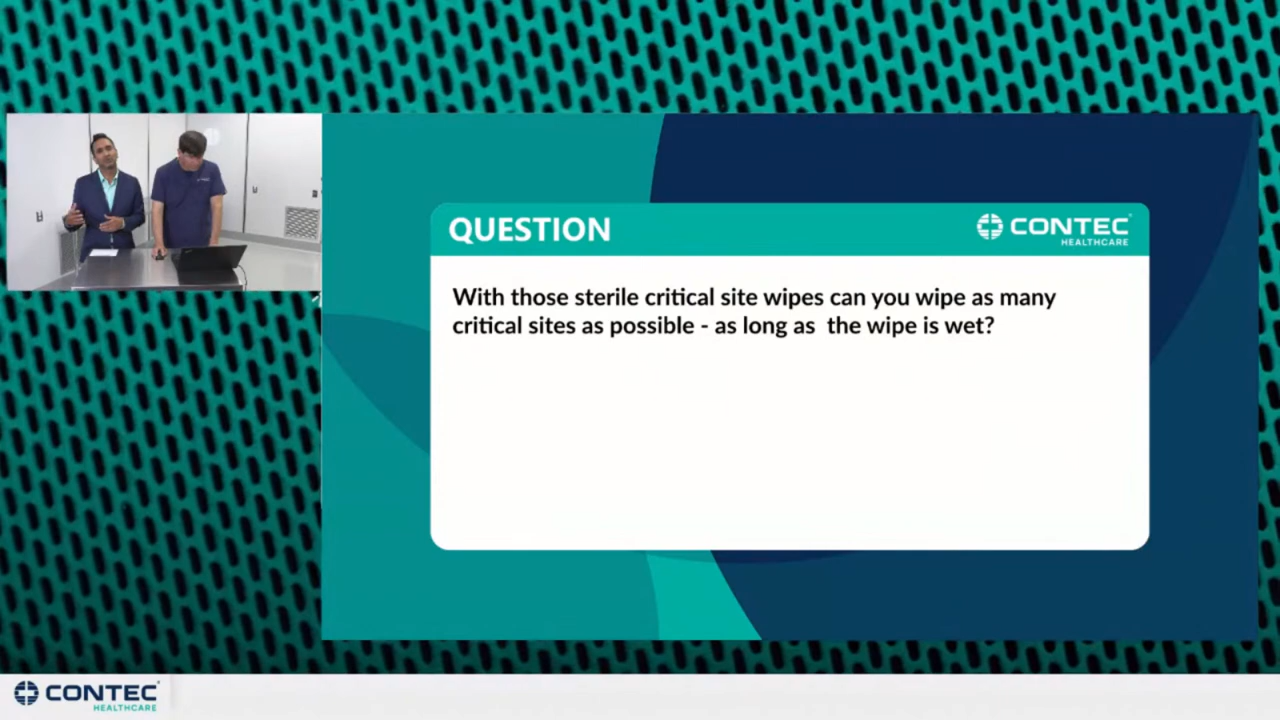 QUESTION
CONTEC
HEALTHCARE
With those sterile critical site wipes can you wipe as many
critical sites as possible - as long as  the wipe is wet?
CONTEC
HEALTHCARE